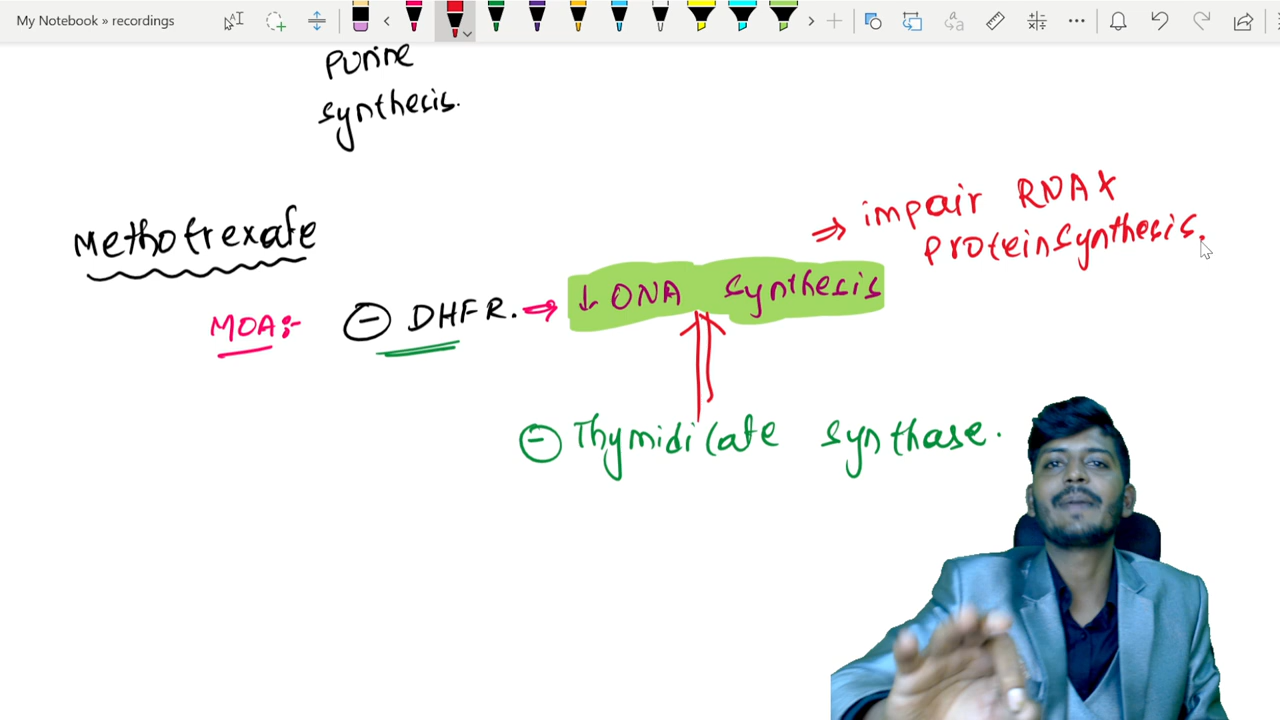 My Notebook » recordings
Purine
synthesis.
Methotrexate
⇒ impair RNA &
Protein synthesis.
MOA:- ⊖ DHFR. ⇒ ↓ DNA synthesis
⊖ Thymidilate synthase.